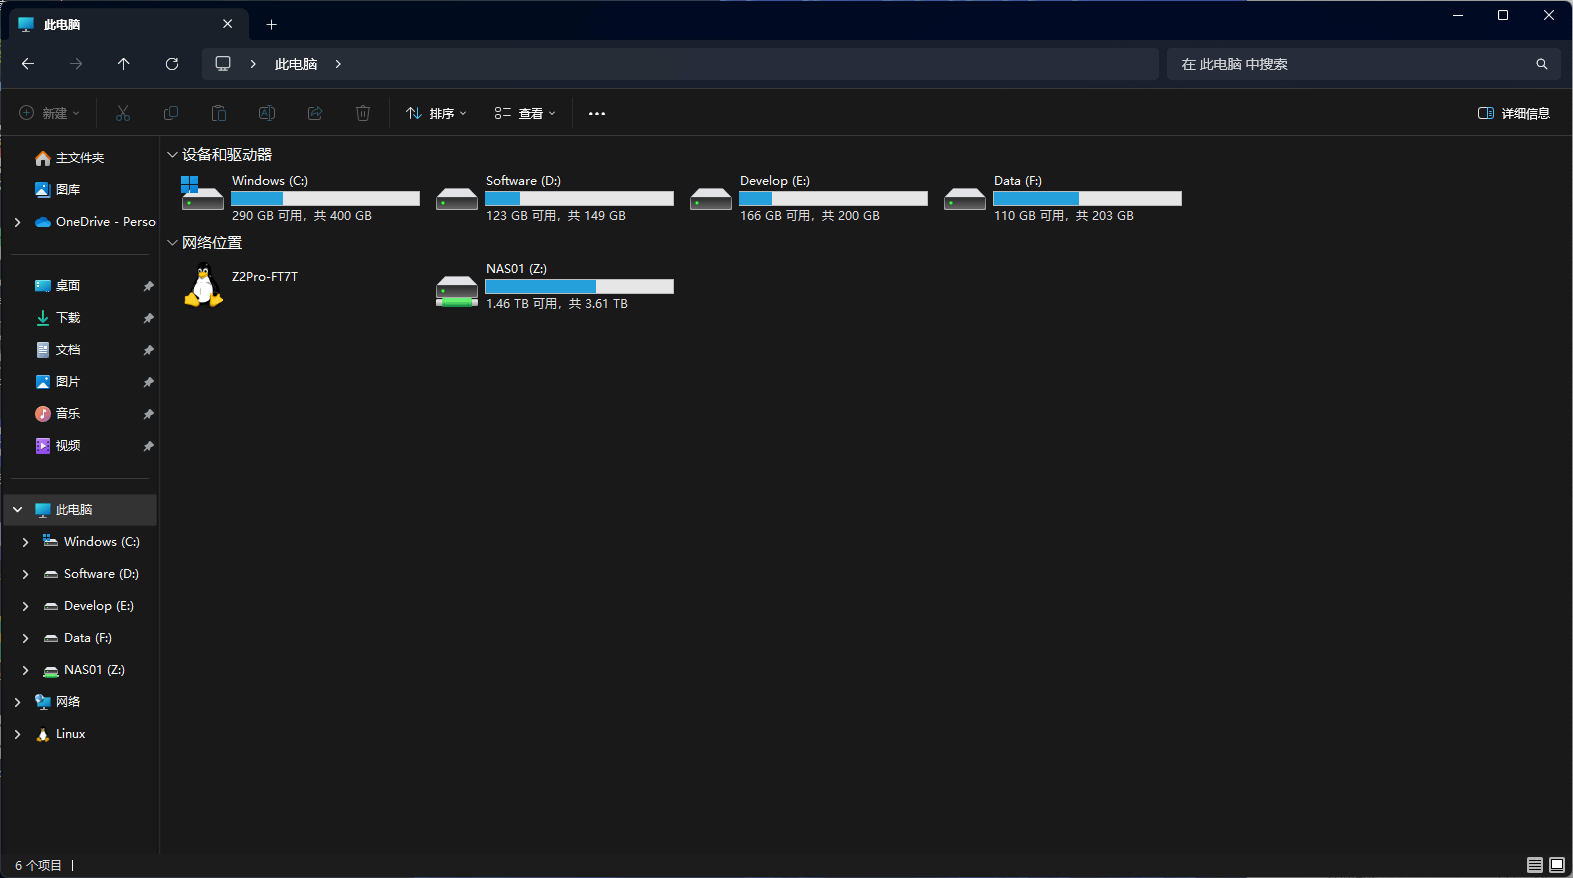 此电脑
此电脑
在 此电脑 中搜索
新建
排序
查看
详细信息
主文件夹
图库
OneDrive - Perso
桌面
下载
文档
图片
音乐
视频
此电脑
Windows (C:)
Software (D:)
Develop (E:)
Data (F:)
NAS01 (Z:)
网络
Linux
设备和驱动器
Windows (C:)
290 GB 可用，共 400 GB
Software (D:)
123 GB 可用，共 149 GB
Develop (E:)
166 GB 可用，共 200 GB
Data (F:)
110 GB 可用，共 203 GB
网络位置
Z2Pro-FT7T
NAS01 (Z:)
1.46 TB 可用，共 3.61 TB
6 个项目